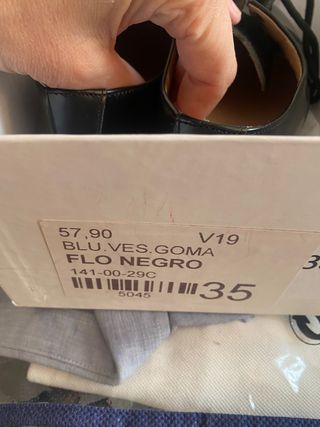 57,90 V19
BLU.VES.GOMA
FLO NEGRO
141-00-29C
5045 35